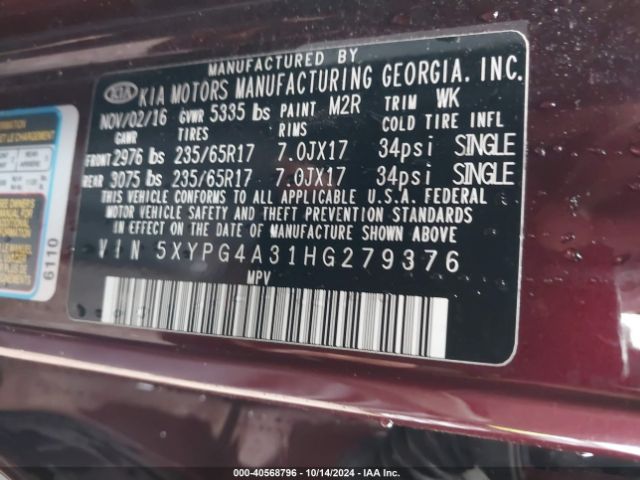 MANUFACTURED BY
KIA KIA MOTORS MANUFACTURING GEORGIA. INC.
NOV/02/16 GVWR 5335 lbs PAINT M2R TRIM WK
GAWR TIRES RIMS COLD TIRE INFL
FRONT 2976 lbs 235/65R17 7.0JX17 34psi SINGLE
REAR 3075 lbs 235/65R17 7.0JX17 34psi SINGLE
THIS VEHICLE CONFORMS TO ALL APPLICABLE U.S.A. FEDERAL
MOTOR VEHICLE SAFETY AND THEFT PREVENTION STANDARDS
IN EFFECT ON THE DATE OF MANUFACTURE SHOWN ABOVE
VIN 5XYPG4A31HG279376
MPV
6110
000-40568796 - 10/14/2024 - IAA Inc.